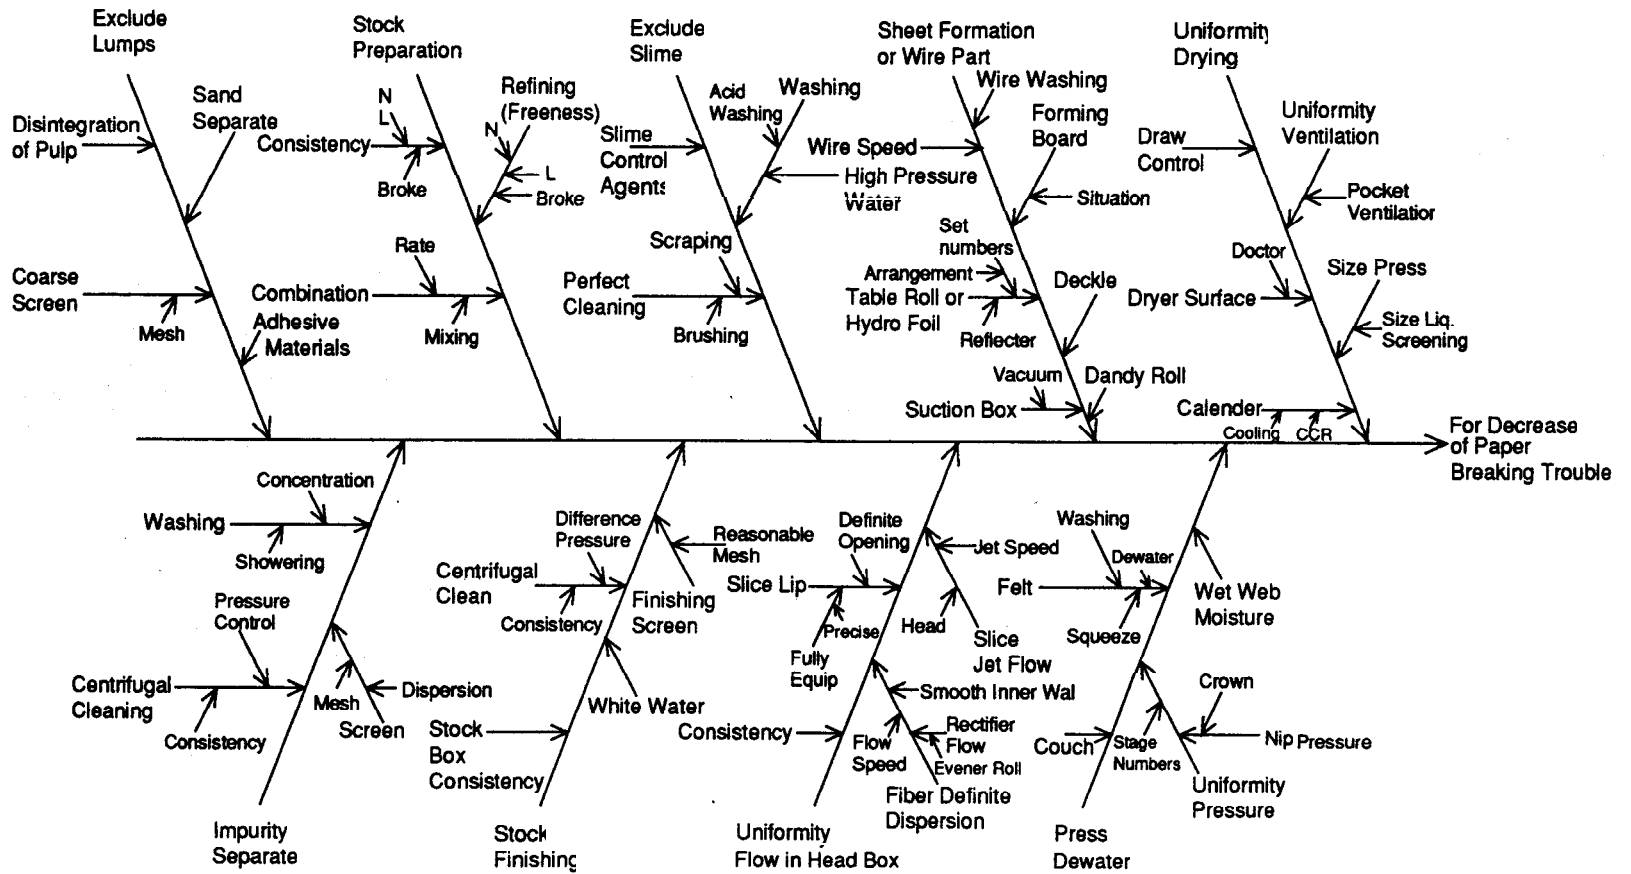 Exclude
Lumps
Stock
Preparation
Exclude
Slime
Sheet Formation
or Wire Part
Uniformity
Drying
Sand
Separate
Disintegration
of Pulp
N
L
Consistency
Broke
Refining
(Freeness)
N
L
Broke
Slime
Control
Agents
Acid
Washing
Washing
High Pressure
Water
Wire Washing
Wire Speed
Forming
Board
Situation
Draw
Control
Uniformity
Ventilation
Pocket
Ventilation
Coarse
Screen
Mesh
Adhesive
Materials
Rate
Combination
Mixing
Scraping
Perfect
Cleaning
Brushing
Set
numbers
Arrangement
Table Roll or
Hydro Foil
Reflecter
Deckle
Vacuum
Suction Box
Dandy Roll
Doctor
Dryer Surface
Size Press
Size Liq.
Screening
Calender
Cooling
CCR
For Decrease
of Paper
Breaking Trouble
Concentration
Washing
Showering
Pressure
Control
Centrifugal
Cleaning
Consistency
Mesh
Dispersion
Screen
Impurity
Separate
Difference
Pressure
Reasonable
Mesh
Centrifugal
Clean
Consistency
Finishing
Screen
White Water
Stock
Box
Consistency
Stock
Finishing
Definite
Opening
Jet Speed
Slice Lip
Precise
Fully
Equip
Head
Slice
Jet Flow
Smooth Inner Wal
Consistency
Flow
Speed
Rectifier
Flow
Evener Roll
Fiber Definite
Dispersion
Uniformity
Flow in Head Box
Washing
Dewater
Felt
Squeeze
Wet Web
Moisture
Crown
Couch
Stage
Numbers
Nip Pressure
Uniformity
Pressure
Press
Dewater